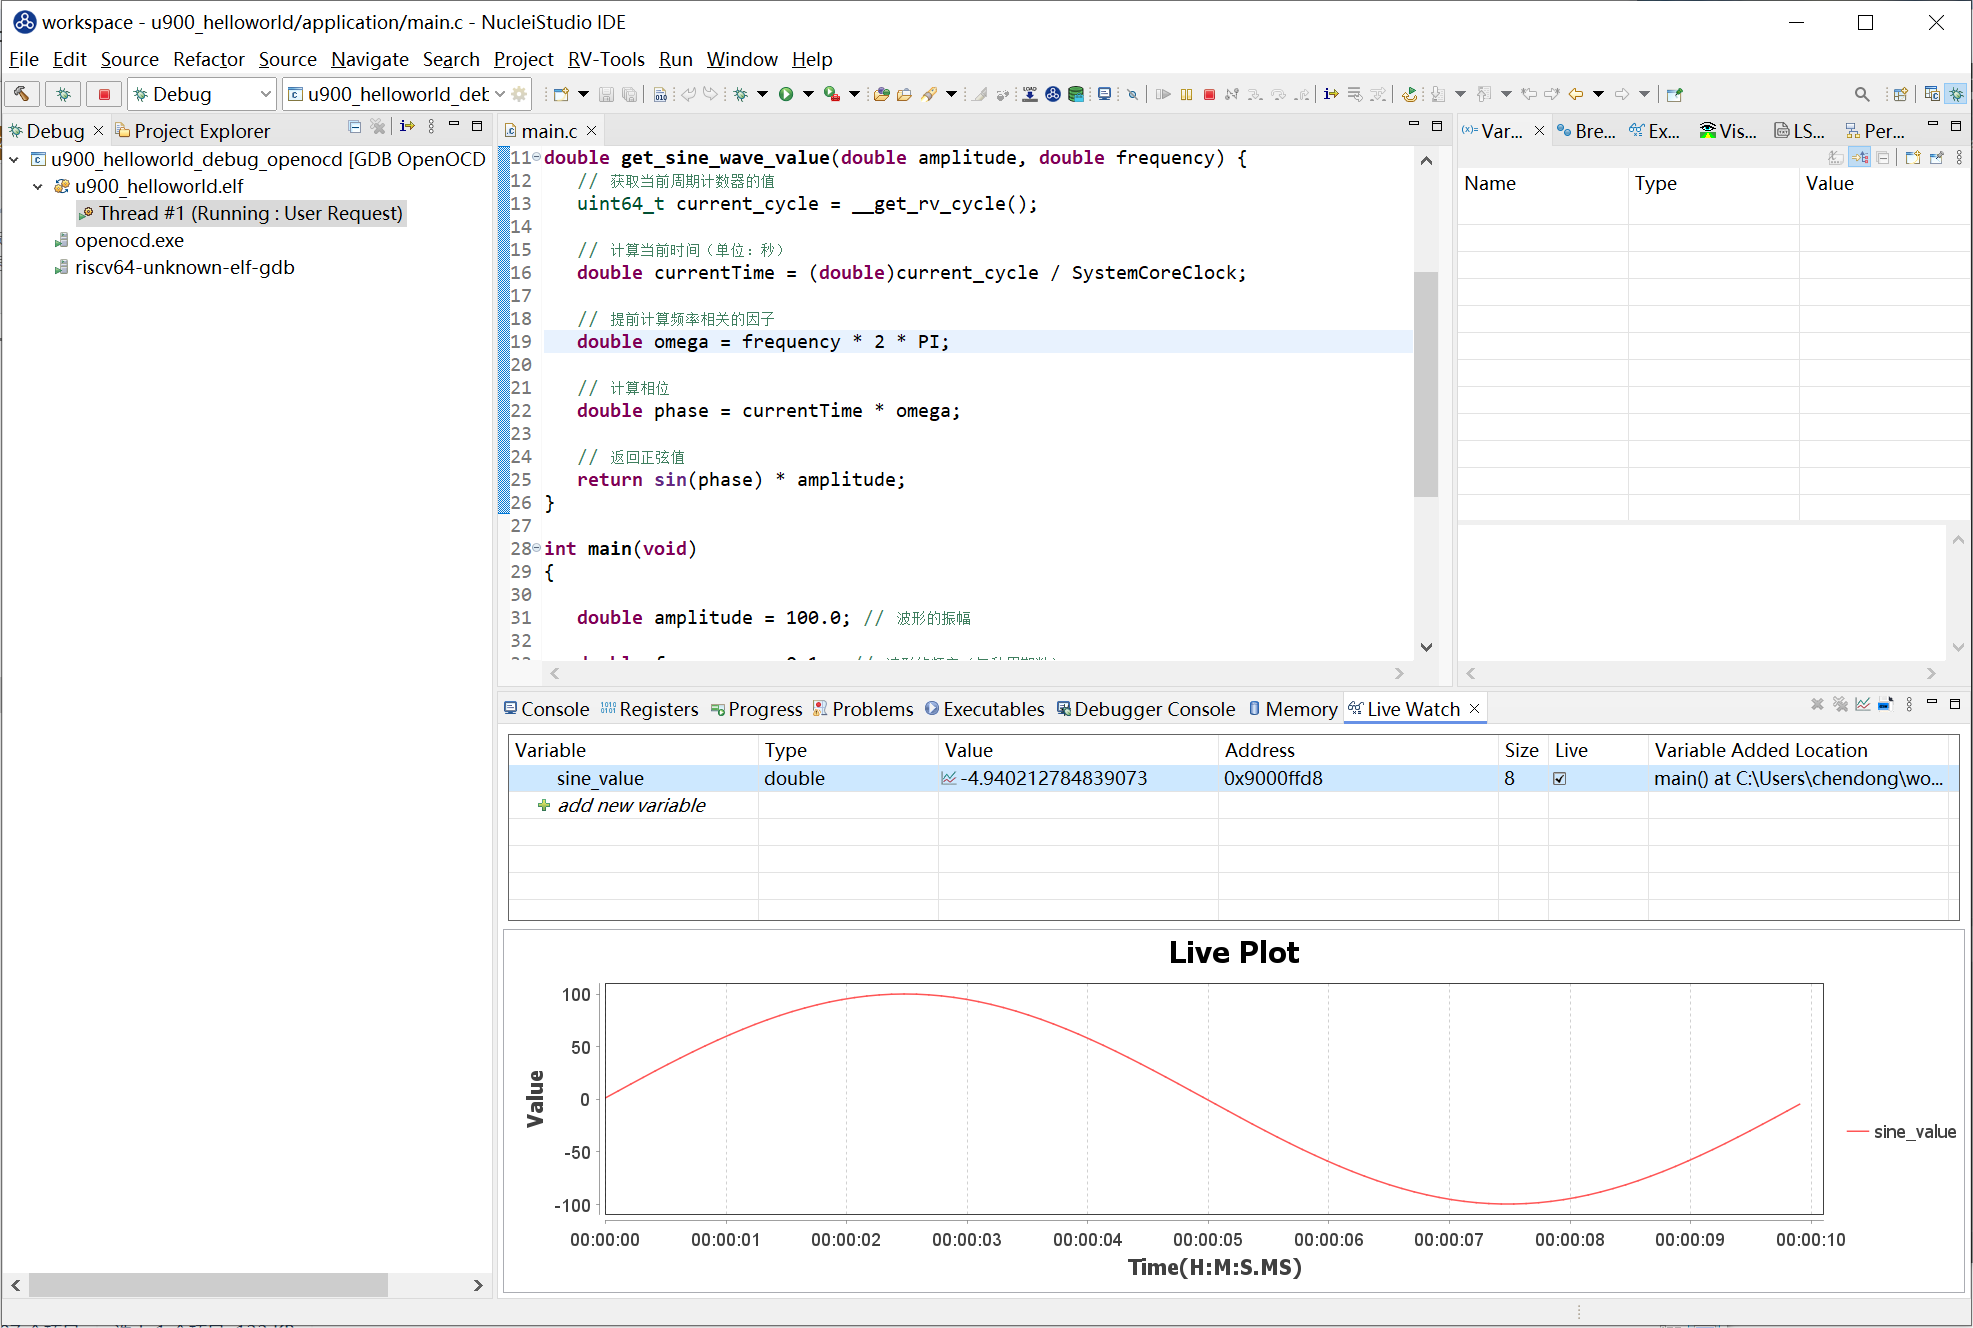 workspace - u900_helloworld/application/main.c - NucleiStudio IDE
File Edit Source Refactor Source Navigate Search Project RV-Tools Run Window Help
Debug u900_helloworld_deb
Debug Project Explorer
u900_helloworld_debug_openocd [GDB OpenOCD
u900_helloworld.elf
Thread #1 (Running : User Request)
openocd.exe
riscv64-unknown-elf-gdb
main.c
11 double get_sine_wave_value(double amplitude, double frequency) {
12 // 获取当前周期计数器的值
13 uint64_t current_cycle = __get_rv_cycle();
14
15 // 计算当前时间（单位：秒）
16 double currentTime = (double)current_cycle / SystemCoreClock;
17
18 // 提前计算频率相关的因子
19 double omega = frequency * 2 * PI;
20
21 // 计算相位
22 double phase = currentTime * omega;
23
24 // 返回正弦值
25 return sin(phase) * amplitude;
26 }
27
28 int main(void)
29 {
30
31 double amplitude = 100.0; // 波形的振幅
32
Var... Bre... Ex... Vis... LS... Per...
Name Type Value
Console Registers Progress Problems Executables Debugger Console Memory Live Watch
Variable Type Value Address Size Live Variable Added Location
sine_value double -4.940212784839073 0x9000ffd8 8 main() at C:\Users\chendong\wo...
add new variable
Live Plot
Value
100
50
0
-50
-100
00:00:00 00:00:01 00:00:02 00:00:03 00:00:04 00:00:05 00:00:06 00:00:07 00:00:08 00:00:09 00:00:10
Time(H:M:S.MS)
sine_value